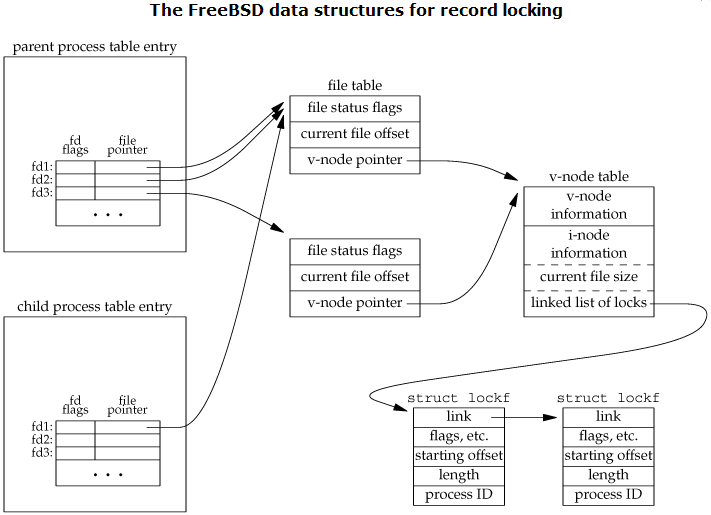 The FreeBSD data structures for record locking
parent process table entry
fd
flags
file
pointer
fd1:
fd2:
fd3:
. . .
file table
file status flags
current file offset
v-node pointer
file status flags
current file offset
v-node pointer
v-node table
v-node
information
i-node
information
current file size
linked list of locks
child process table entry
fd
flags
file
pointer
fd1:
fd2:
fd3:
. . .
struct lockf
link
flags, etc.
starting offset
length
process ID
struct lockf
link
flags, etc.
starting offset
length
process ID